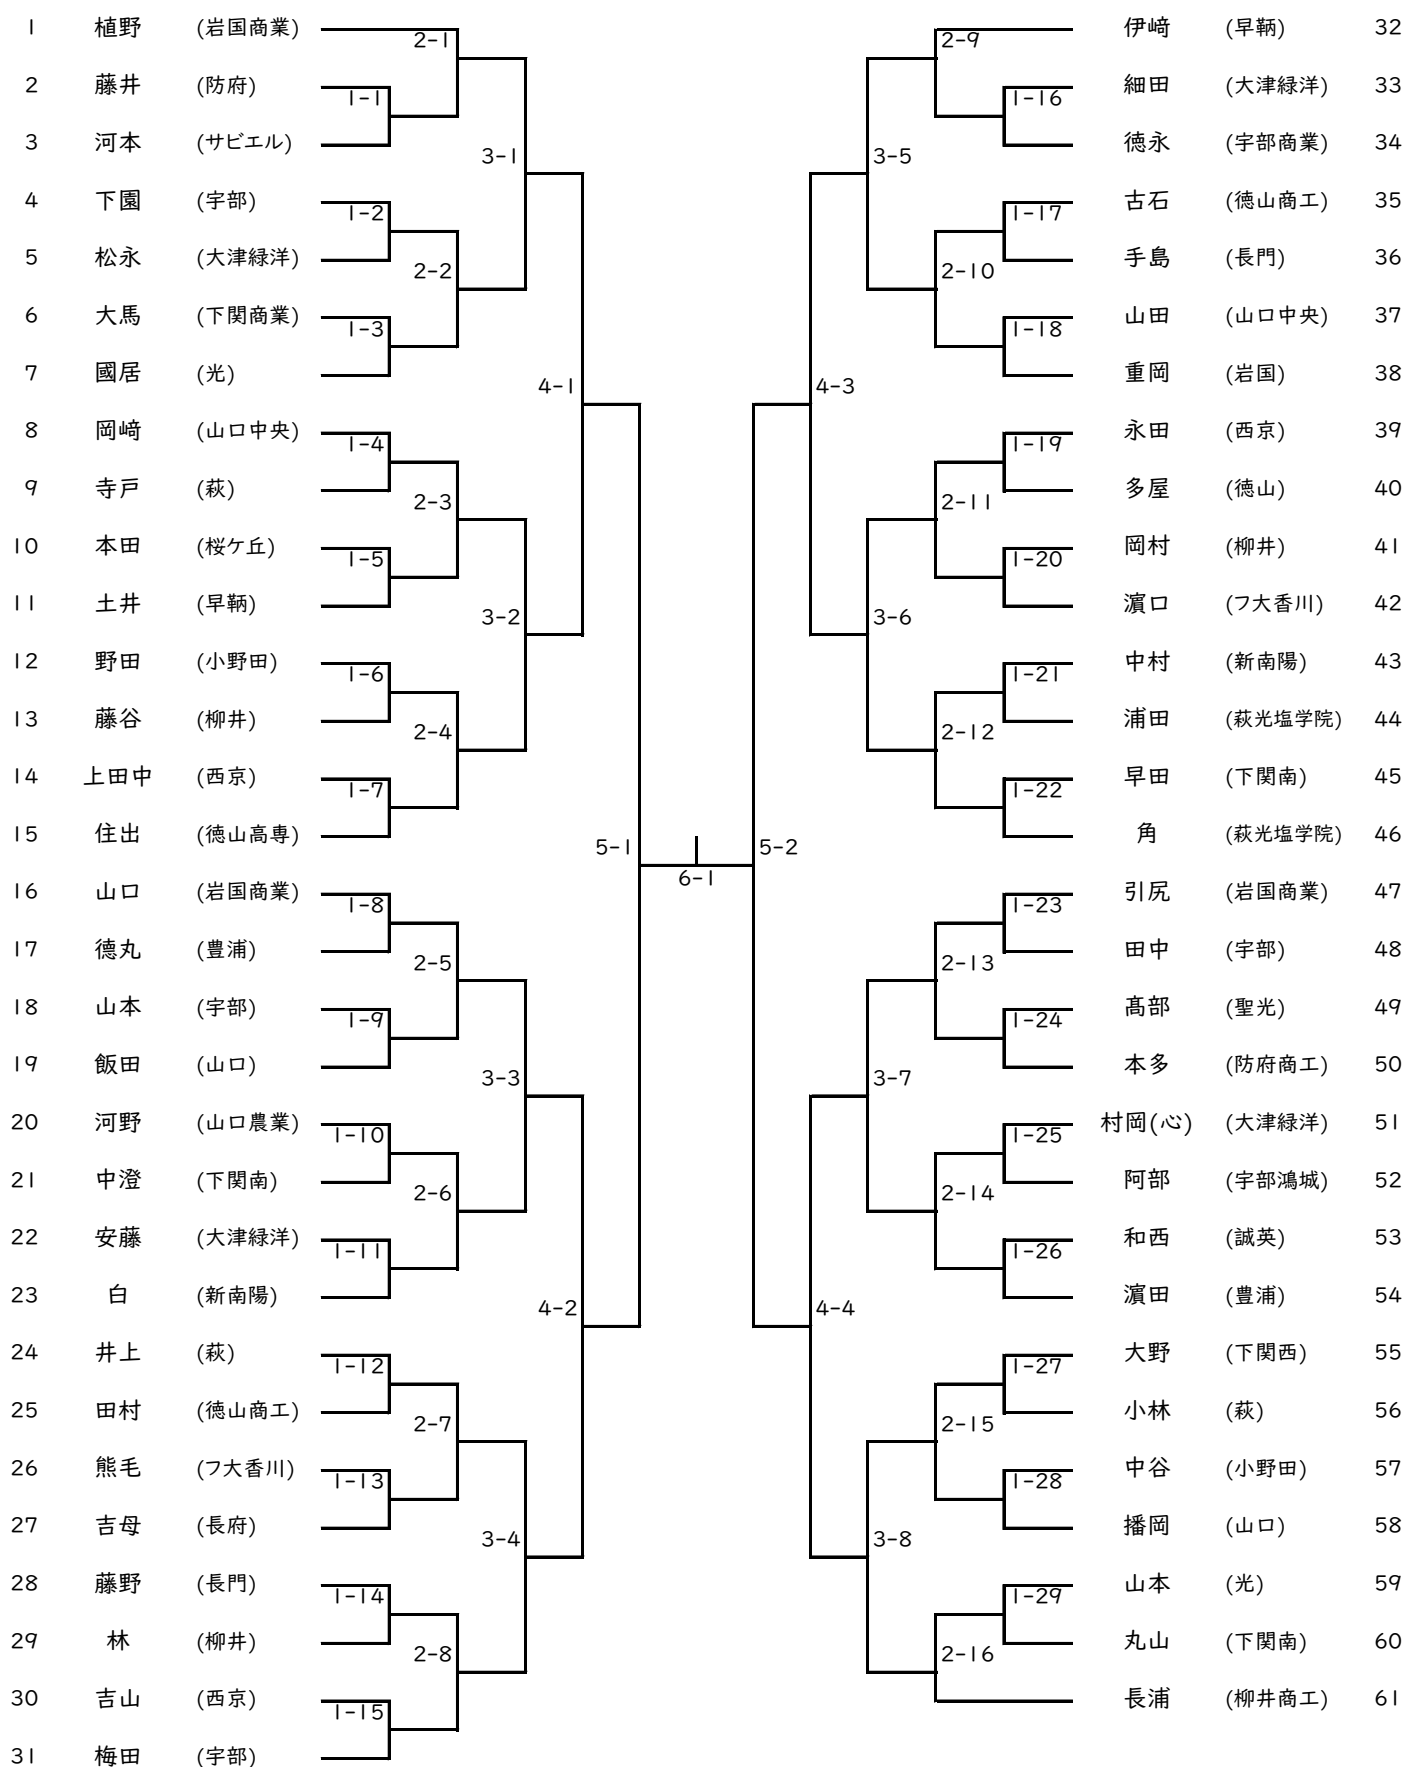 1 植野 (岩国商業)
2 藤井 (防府)
3 河本 (サビエル)
4 下園 (宇部)
5 松永 (大津緑洋)
6 大馬 (下関商業)
7 國居 (光)
8 岡﨑 (山口中央)
9 寺戸 (萩)
10 本田 (桜ケ丘)
11 土井 (早鞆)
12 野田 (小野田)
13 藤谷 (柳井)
14 上田中 (西京)
15 住出 (徳山高専)
16 山口 (岩国商業)
17 德丸 (豊浦)
18 山本 (宇部)
19 飯田 (山口)
20 河野 (山口農業)
21 中澄 (下関南)
22 安藤 (大津緑洋)
23 白 (新南陽)
24 井上 (萩)
25 田村 (徳山商工)
26 熊毛 (フ大香川)
27 吉母 (長府)
28 藤野 (長門)
29 林 (柳井)
30 吉山 (西京)
31 梅田 (宇部)
1-1
1-2
1-3
1-4
1-5
1-6
1-7
1-8
1-9
1-10
1-11
1-12
1-13
1-14
1-15
2-1
2-2
2-3
2-4
2-5
2-6
2-7
2-8
3-1
3-2
3-3
3-4
4-1
4-2
5-1
6-1
5-2
4-3
4-4
3-5
3-6
3-7
3-8
2-9
2-10
2-11
2-12
2-13
2-14
2-15
2-16
1-16
1-17
1-18
1-19
1-20
1-21
1-22
1-23
1-24
1-25
1-26
1-27
1-28
1-29
伊﨑 (早鞆) 32
細田 (大津緑洋) 33
徳永 (宇部商業) 34
古石 (徳山商工) 35
手島 (長門) 36
山田 (山口中央) 37
重岡 (岩国) 38
永田 (西京) 39
多屋 (徳山) 40
岡村 (柳井) 41
濵口 (フ大香川) 42
中村 (新南陽) 43
浦田 (萩光塩学院) 44
早田 (下関南) 45
角 (萩光塩学院) 46
引尻 (岩国商業) 47
田中 (宇部) 48
髙部 (聖光) 49
本多 (防府商工) 50
村岡(心) (大津緑洋) 51
阿部 (宇部鴻城) 52
和西 (誠英) 53
濵田 (豊浦) 54
大野 (下関西) 55
小林 (萩) 56
中谷 (小野田) 57
播岡 (山口) 58
山本 (光) 59
丸山 (下関南) 60
長浦 (柳井商工) 61